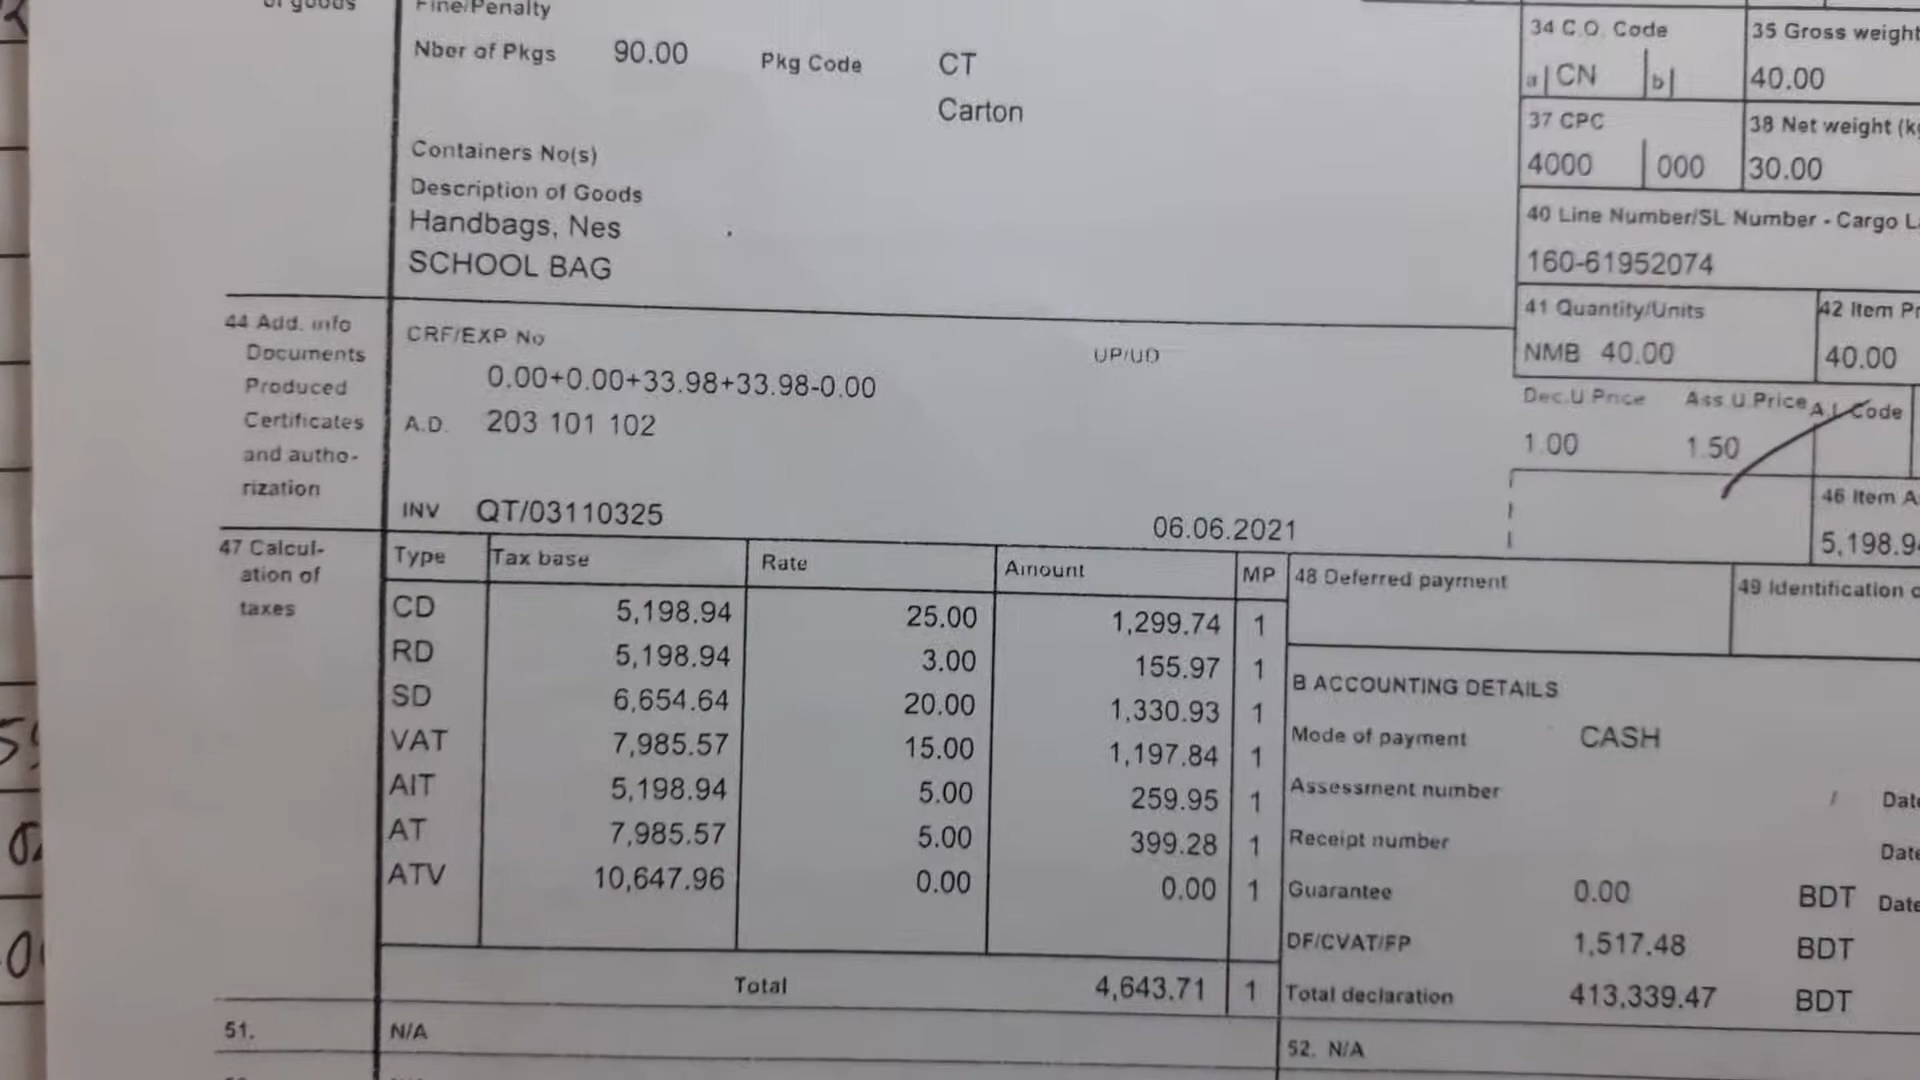 of goods
Fine/Penalty
Nber of Pkgs 90.00 Pkg Code CT
Carton
Containers No(s)
Description of Goods
Handbags, Nes
SCHOOL BAG
34 C.O. Code
a CN b
35 Gross weight
40.00
37 CPC
4000 000
38 Net weight (kg
30.00
40 Line Number/SL Number - Cargo
160-61952074
41 Quantity/Units
NMB 40.00
42 Item
40.00
Dec.U Price Ass U.Price A.I. Code
1.00 1.50
46 Item
5,198.94
44 Add. info
Documents
Produced
Certificates
and autho-
rization
CRF/EXP No UP/UD
0.00+0.00+33.98+33.98-0.00
A.D. 203 101 102
INV QT/03110325 06.06.2021
47 Calcul-
ation of
taxes
Type Tax base Rate Amount MP
CD 5,198.94 25.00 1,299.74 1
RD 5,198.94 3.00 155.97 1
SD 6,654.64 20.00 1,330.93 1
VAT 7,985.57 15.00 1,197.84 1
AIT 5,198.94 5.00 259.95 1
AT 7,985.57 5.00 399.28 1
ATV 10,647.96 0.00 0.00 1
Total 4,643.71 1
48 Deferred payment
49 Identification
B ACCOUNTING DETAILS
Mode of payment CASH
Assessment number / Date
Receipt number Date
Guarantee 0.00 BDT Date
DF/CVAT/FP 1,517.48 BDT
Total declaration 413,339.47 BDT
51. N/A
52. N/A